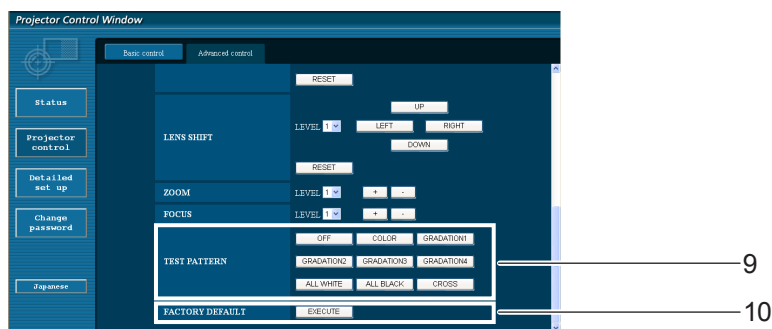 Projector Control Window
Basic control Advanced control
RESET
Status
UP
LENS SHIFT LEVEL 1 LEFT RIGHT
DOWN
Projector
control
RESET
Detailed
set up
ZOOM LEVEL 1 + -
FOCUS LEVEL 1 + -
Change
password
OFF COLOR GRADATION1
TEST PATTERN GRADATION2 GRADATION3 GRADATION4
9
ALL WHITE ALL BLACK CROSS
Japanese
FACTORY DEFAULT EXECUTE
10